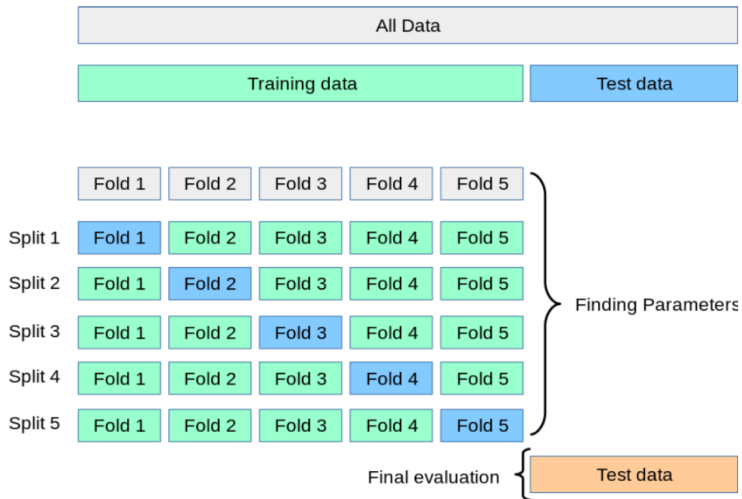 All Data
Training data Test data
Fold 1 Fold 2 Fold 3 Fold 4 Fold 5
Split 1 Fold 1 Fold 2 Fold 3 Fold 4 Fold 5
Split 2 Fold 1 Fold 2 Fold 3 Fold 4 Fold 5
Finding Parameters
Split 3 Fold 1 Fold 2 Fold 3 Fold 4 Fold 5
Split 4 Fold 1 Fold 2 Fold 3 Fold 4 Fold 5
Split 5 Fold 1 Fold 2 Fold 3 Fold 4 Fold 5
Final evaluation Test data